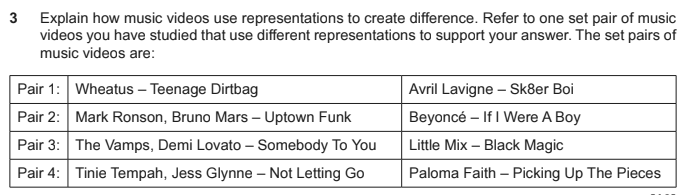 3 Explain how music videos use representations to create difference. Refer to one set pair of music
videos you have studied that use different representations to support your answer. The set pairs of
music videos are:
Pair 1: Wheatus – Teenage Dirtbag Avril Lavigne – Sk8er Boi
Pair 2: Mark Ronson, Bruno Mars – Uptown Funk Beyoncé – If I Were A Boy
Pair 3: The Vamps, Demi Lovato – Somebody To You Little Mix – Black Magic
Pair 4: Tinie Tempah, Jess Glynne – Not Letting Go Paloma Faith – Picking Up The Pieces